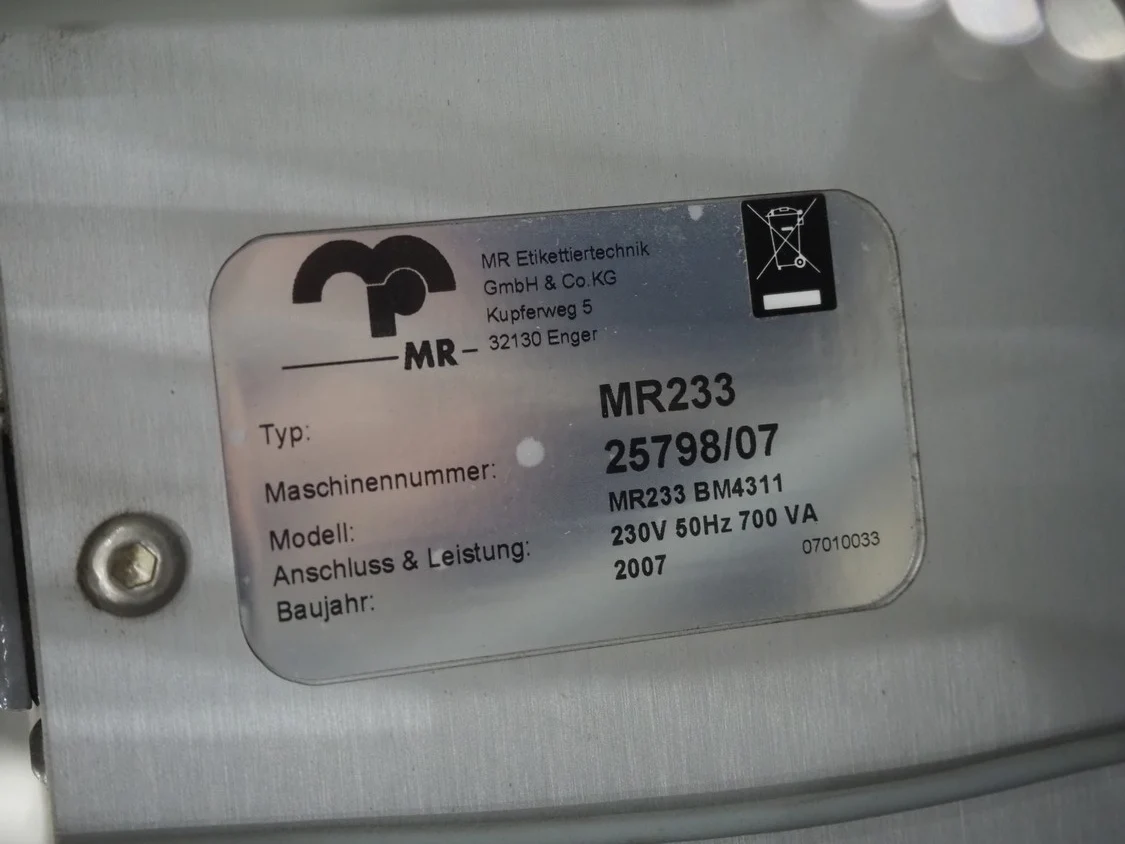 MR Etikettiertechnik
GmbH & Co.KG
Kupferweg 5
32130 Enger
MR
Typ: MR233
Maschinennummer: 25798/07
Modell: MR233 BM4311
Anschluss & Leistung: 230V 50Hz 700 VA
Baujahr: 2007
07010033